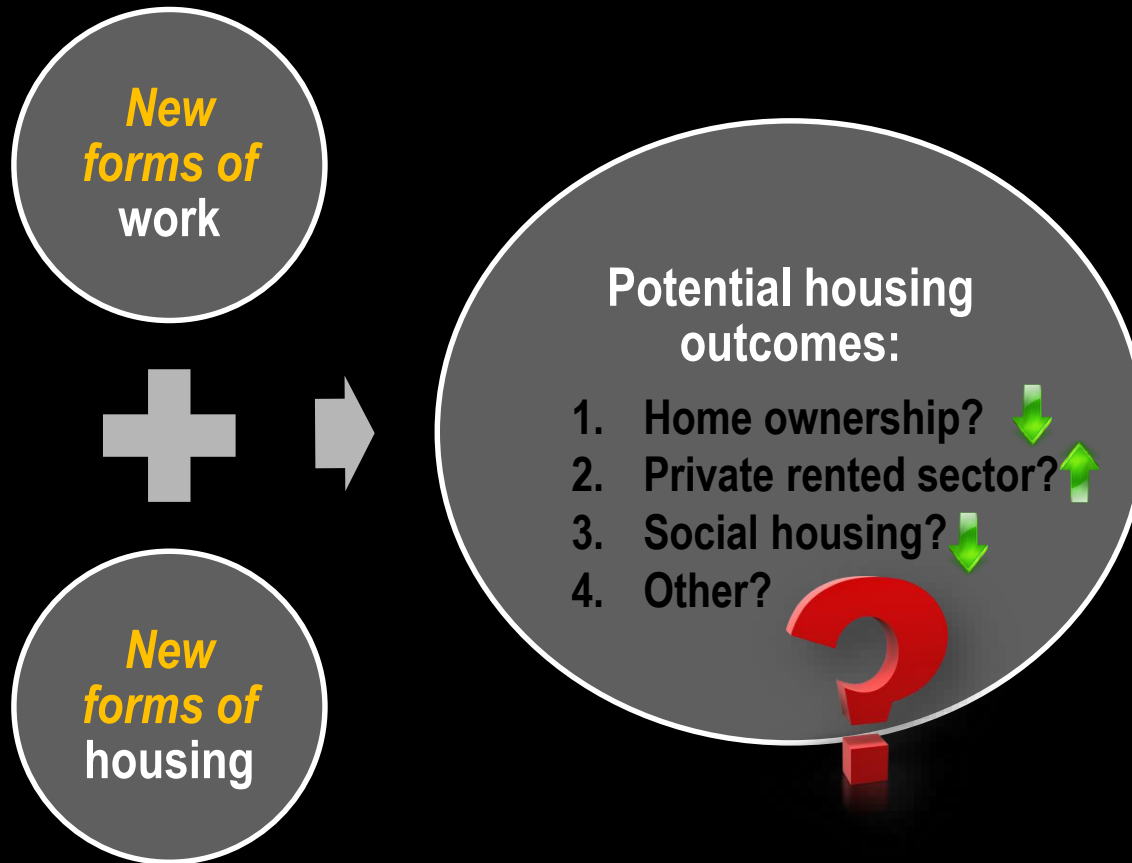 New
forms of
work
New
forms of
housing
Potential housing
outcomes:
1. Home ownership?
2. Private rented sector?
3. Social housing?
4. Other?
?